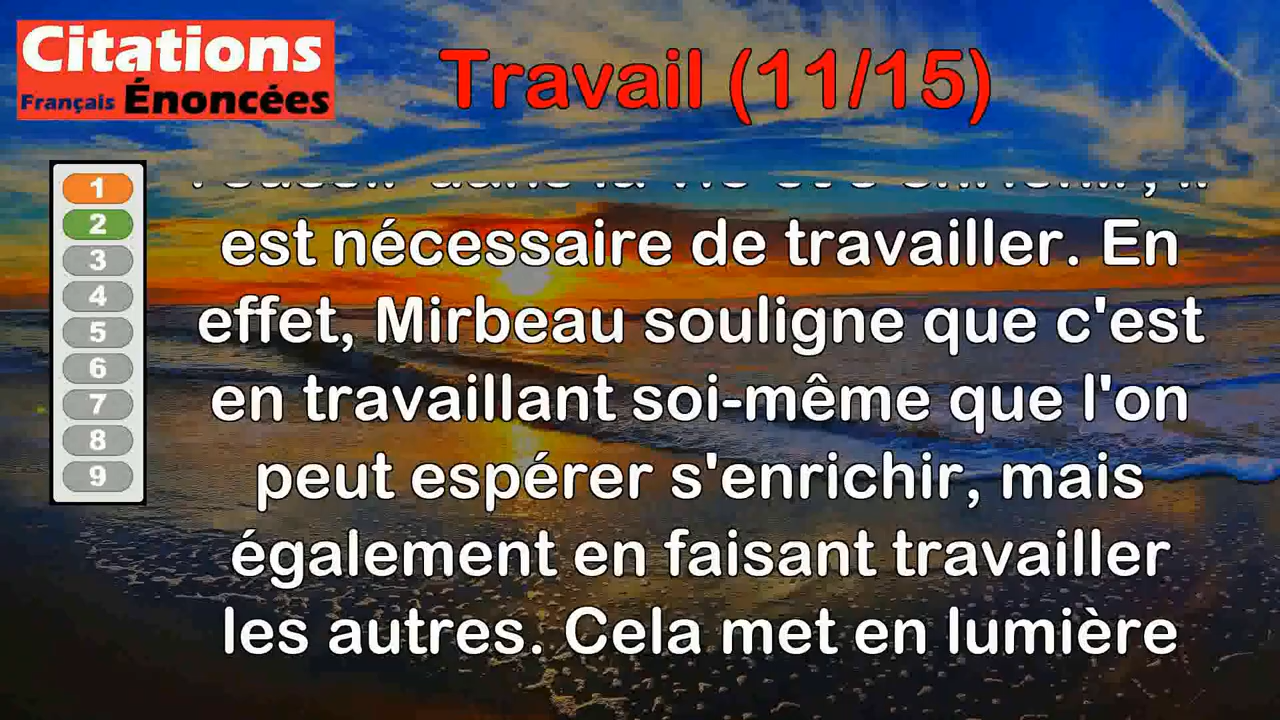 Citations
Français Énoncées
Travail (11/15)
1
2
3
4
5
6
7
8
9
est nécessaire de travailler. En
effet, Mirbeau souligne que c'est
en travaillant soi-même que l'on
peut espérer s'enrichir, mais
également en faisant travailler
les autres. Cela met en lumière